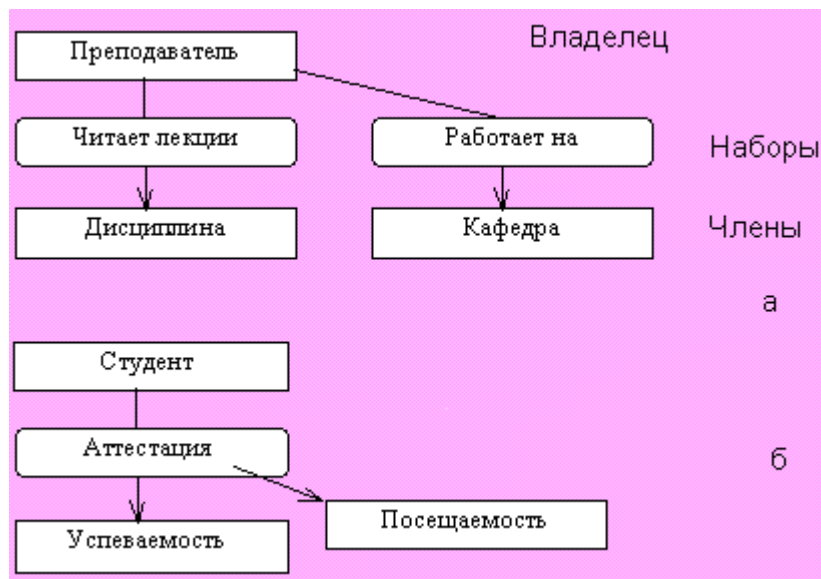 Преподаватель
Владелец
Читает лекции
Работает на
Наборы
Дисциплина
Кафедра
Члены
а
Студент
Аттестация
б
Посещаемость
Успеваемость